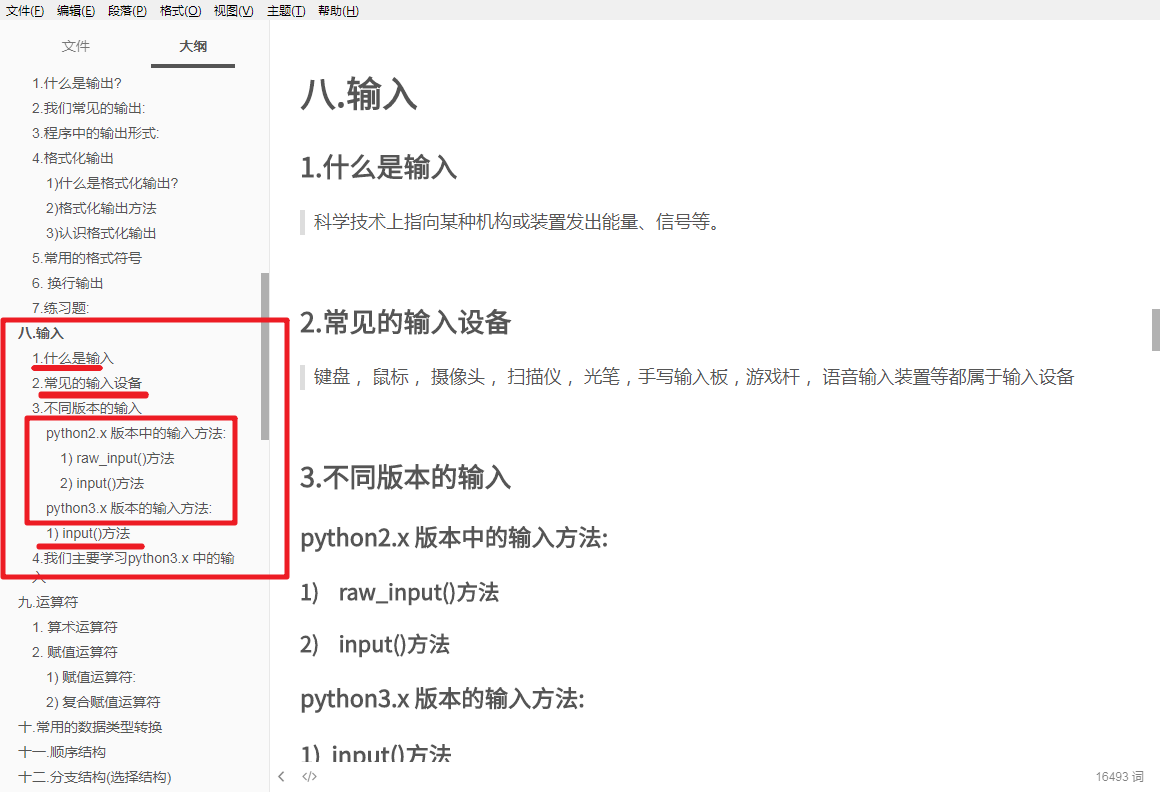 文件(F) 编辑(E) 段落(P) 格式(O) 视图(V) 主题(T) 帮助(H)
文件 大纲
1.什么是输出?
2.我们常见的输出:
3.程序中的输出形式:
4.格式化输出
1)什么是格式化输出?
2)格式化输出方法
3)认识格式化输出
5.常用的格式符号
6. 换行输出
7.练习题:
八.输入
1.什么是输入
2.常见的输入设备
3.不同版本的输入
python2.x 版本中的输入方法:
1) raw_input()方法
2) input()方法
python3.x 版本的输入方法:
1) input()方法
4.我们主要学习python3.x 中的输
入
九.运算符
1. 算术运算符
2. 赋值运算符
1) 赋值运算符:
2) 复合赋值运算符
十.常用的数据类型转换
十一.顺序结构
十二.分支结构(选择结构)
八.输入
1.什么是输入
科学技术上指向某种机构或装置发出能量、信号等。
2.常见的输入设备
键盘 ，鼠标 ，摄像头 ，扫描仪 ，光笔 ，手写输入板 ，游戏杆 ，语音输入装置等都属于输入设备
3.不同版本的输入
python2.x 版本中的输入方法:
1) raw_input()方法
2) input()方法
python3.x 版本的输入方法:
1) input()方法
</> 16493 词